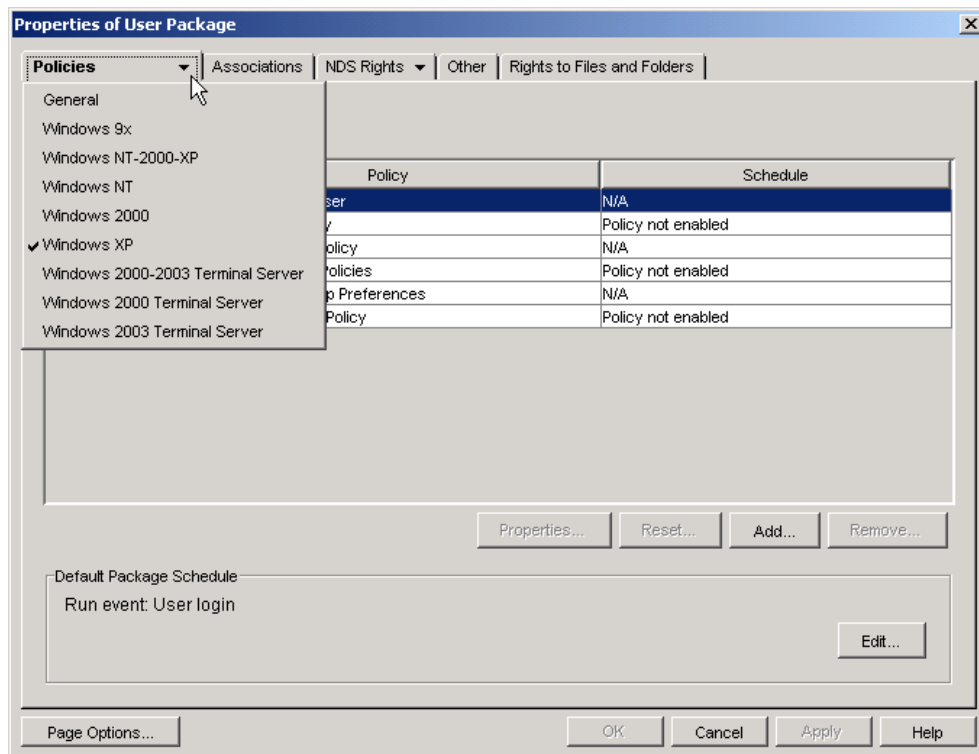 Properties of User Package
Policies Associations NDS Rights Other Rights to Files and Folders
General
Windows 9x
Windows NT-2000-XP
Windows NT
Windows 2000
Windows XP
Windows 2000-2003 Terminal Server
Windows 2000 Terminal Server
Windows 2003 Terminal Server
Policy Schedule
N/A
Policy not enabled
N/A
Policies Policy not enabled
Preferences N/A
Policy Policy not enabled
Properties... Reset... Add... Remove...
Default Package Schedule
Run event: User login
Edit...
Page Options... OK Cancel Apply Help